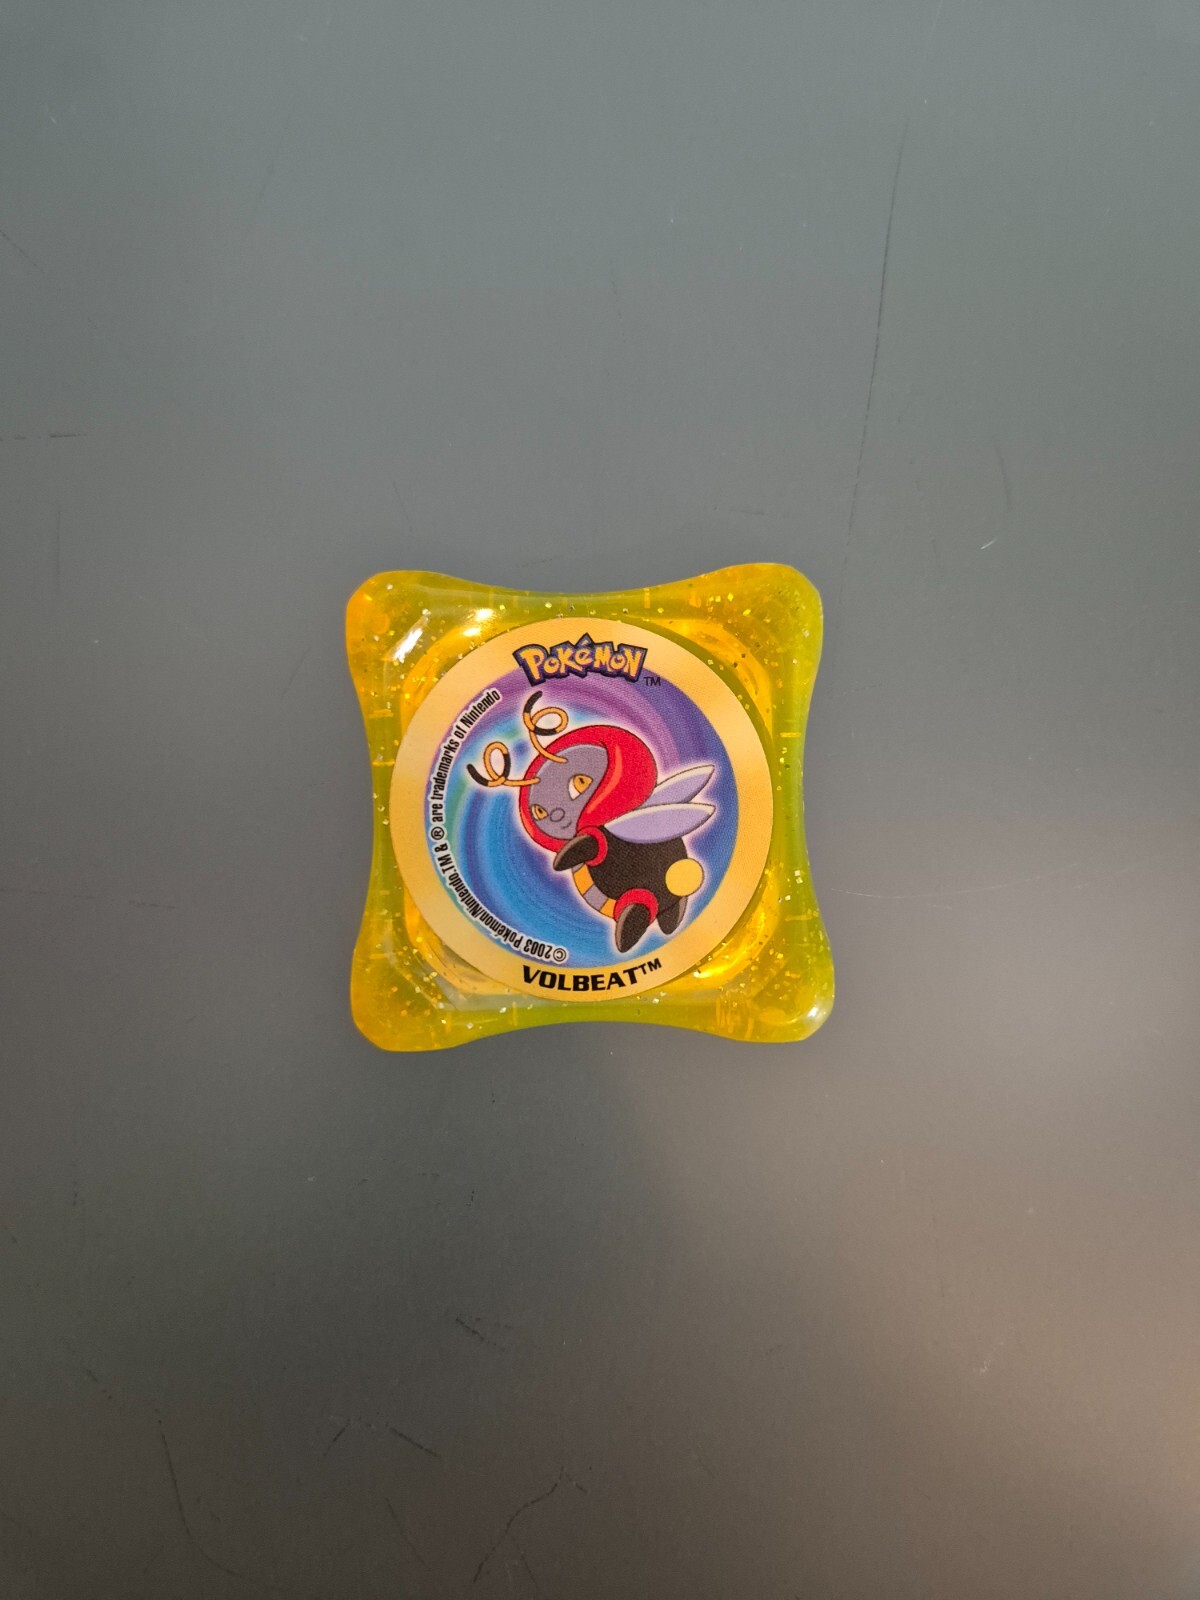 POKéMON TM
©2003 Pokémon/Nintendo.TM & ® are trademarks of Nintendo
VOLBEAT™